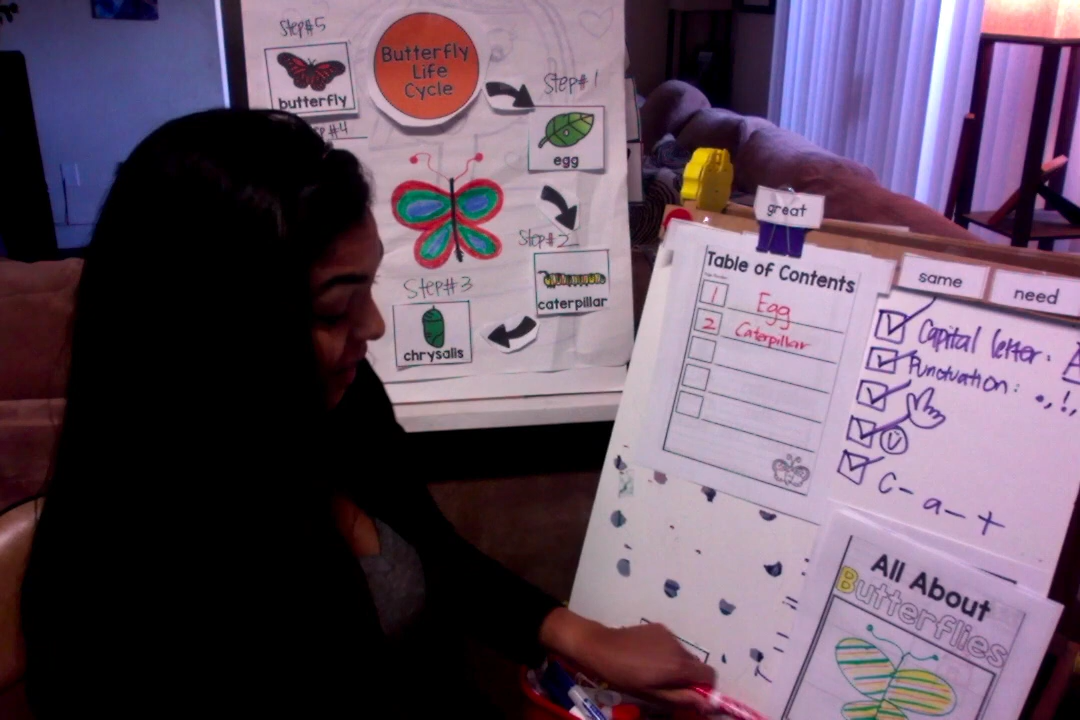 Step#5
butterfly
Butterfly
Life
Cycle
Step#1
egg
Step#2
caterpillar
Step#3
chrysalis
#4
great
same
need
Table of Contents
1 Egg
2 Caterpillar
Capital letter: A
Punctuation: . , ! ,
c-a-t
All About
Butterflies